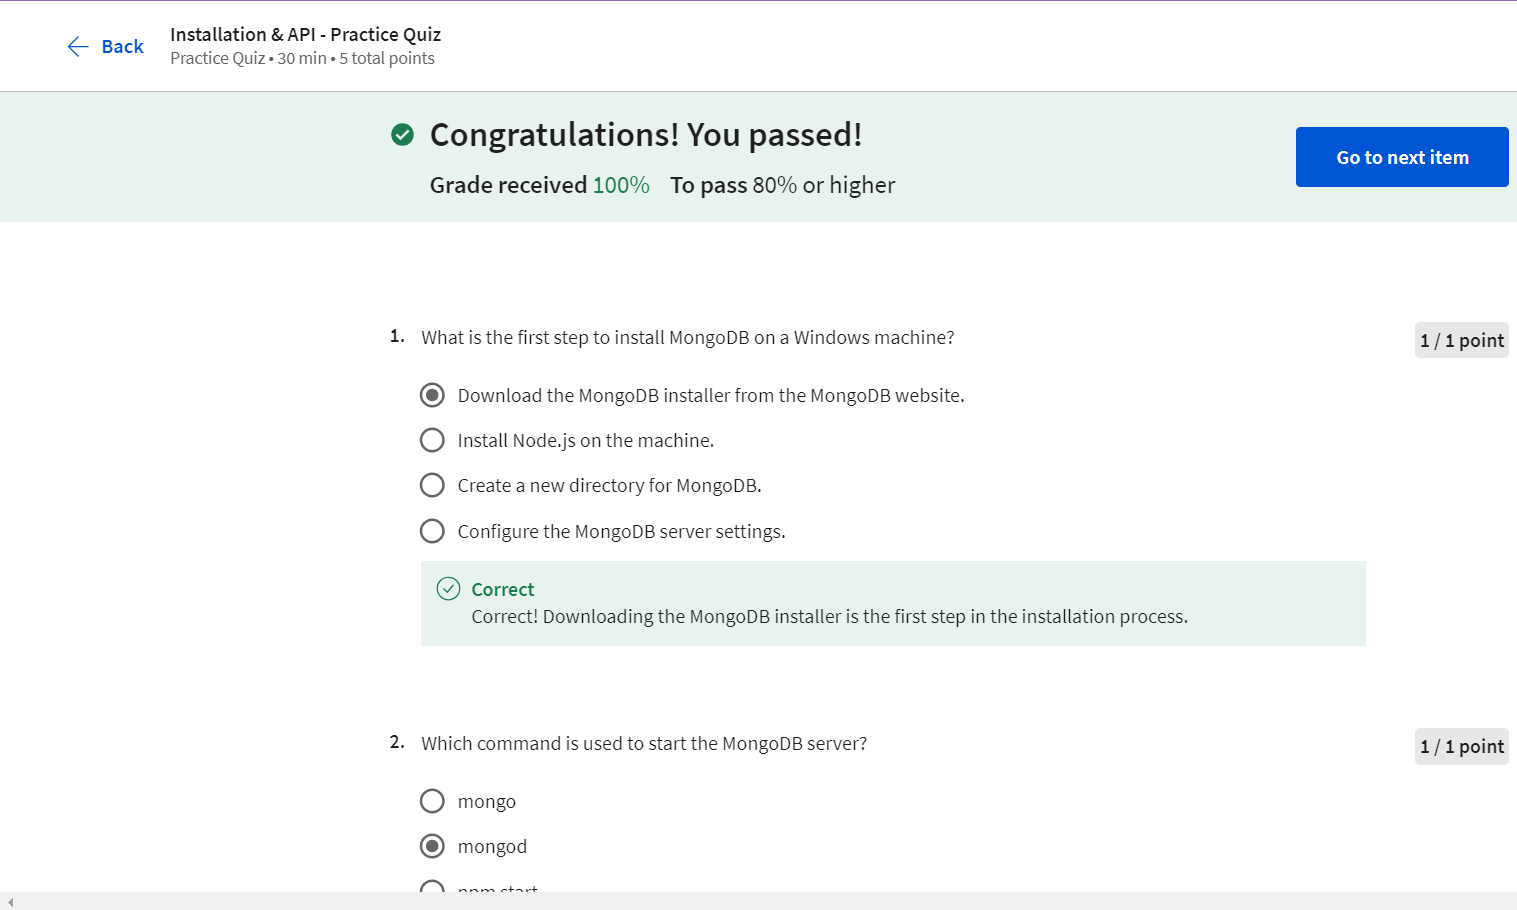 Back
Installation & API - Practice Quiz
Practice Quiz • 30 min • 5 total points
Congratulations! You passed!
Grade received 100% To pass 80% or higher
Go to next item
1. What is the first step to install MongoDB on a Windows machine?
1 / 1 point
Download the MongoDB installer from the MongoDB website.
Install Node.js on the machine.
Create a new directory for MongoDB.
Configure the MongoDB server settings.
Correct
Correct! Downloading the MongoDB installer is the first step in the installation process.
2. Which command is used to start the MongoDB server?
1 / 1 point
mongo
mongod
npm start